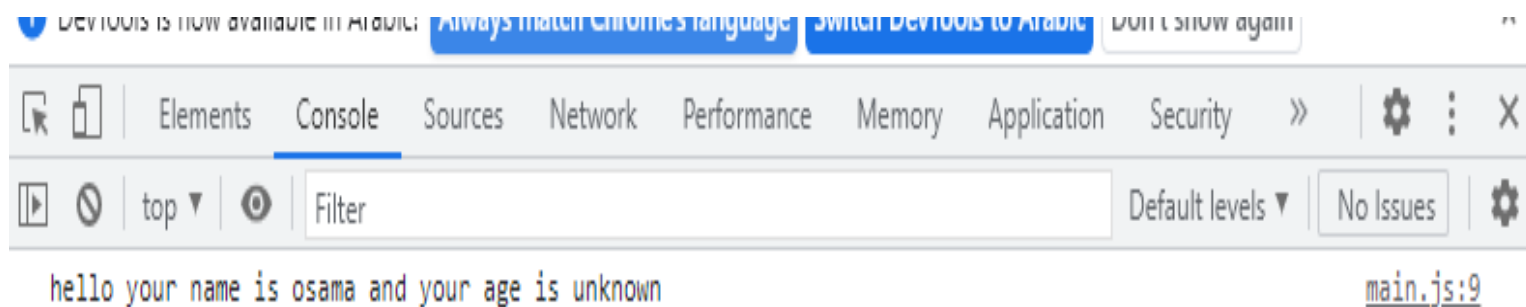 DevTools is now available in Arabic! Always match Chrome's language Switch DevTools to Arabic Don't show again
Elements Console Sources Network Performance Memory Application Security »
top ▼ Filter Default levels ▼ No Issues
hello your name is osama and your age is unknown main.js:9